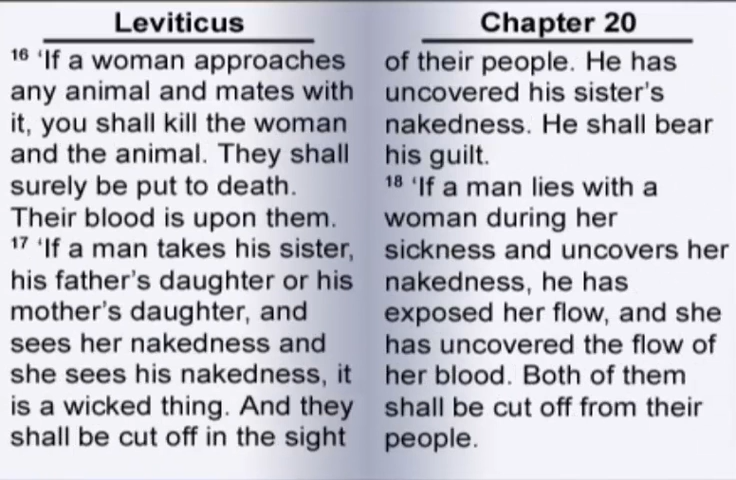 Leviticus
¹⁶ ‘If a woman approaches
any animal and mates with
it, you shall kill the woman
and the animal. They shall
surely be put to death.
Their blood is upon them.
¹⁷ ‘If a man takes his sister,
his father’s daughter or his
mother’s daughter, and
sees her nakedness and
she sees his nakedness, it
is a wicked thing. And they
shall be cut off in the sight
Chapter 20
of their people. He has
uncovered his sister’s
nakedness. He shall bear
his guilt.
¹⁸ ‘If a man lies with a
woman during her
sickness and uncovers her
nakedness, he has
exposed her flow, and she
has uncovered the flow of
her blood. Both of them
shall be cut off from their
people.